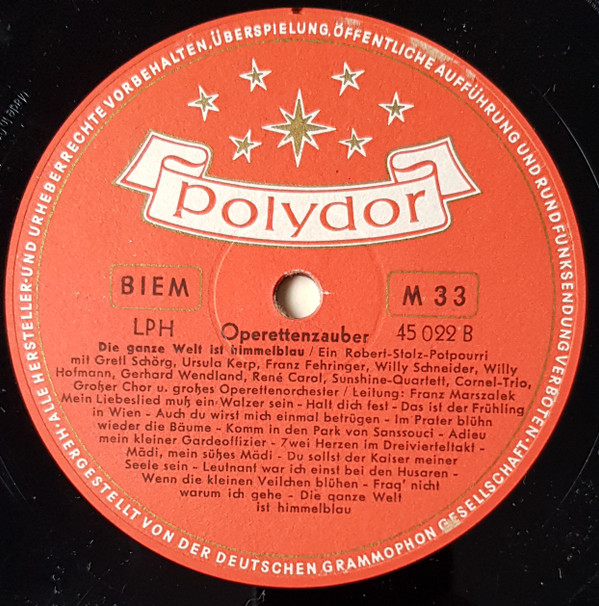 ·ALLE HERSTELLER-UND URHEBERRECHTE VORBEHALTEN,ÜBERSPIELUNG,ÖFFENTLICHE AUFFÜHRUNG UND RUNDFUNKSENDUNG VERBOTEN·
polydor
BIEM
M 33
LPH Operettenzauber 45 022 B
Die ganze Welt ist himmelblau / Ein Robert-Stolz-Potpourri
mit Gretl Schörg, Ursula Kerp, Franz Fehringer, Willy Schneider, Willy
Hofmann, Gerhard Wendland, René Carol, Sunshine-Quartett, Cornel-Trio,
Großer Chor u. großes Operettenorchester / Leitung: Franz Marszalek
Mein Liebeslied muß ein Walzer sein - Halt dich fest - Das ist der Frühling
in Wien - Auch du wirst mich einmal betrügen - Im Prater blühn
wieder die Bäume - Komm in den Park von Sanssouci - Adieu
mein kleiner Gardeoffizier - Zwei Herzen im Dreivierteltakt -
Mädi, mein süßes Mädi - Du sollst der Kaiser meiner
Seele sein - Leutnant war ich einst bei den Husaren -
Wenn die kleinen Veilchen blühen - Frag' nicht
warum ich gehe - Die ganze Welt
ist himmelblau
HERGESTELLT VON DER DEUTSCHEN GRAMMOPHON GESELLSCHAFT·